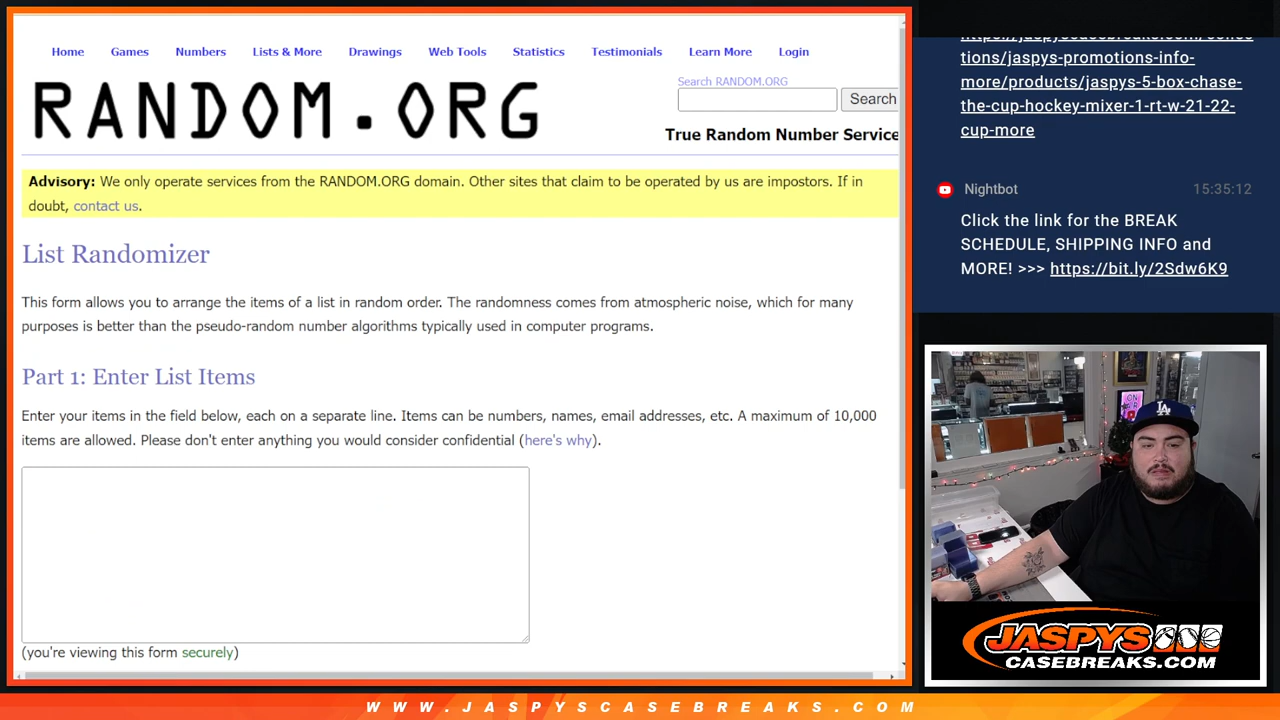 Home Games Numbers Lists & More Drawings Web Tools Statistics Testimonials Learn More Login
RANDOM.ORG
Search RANDOM.ORG
Search
True Random Number Service
Advisory: We only operate services from the RANDOM.ORG domain. Other sites that claim to be operated by us are impostors. If in
doubt, contact us.
List Randomizer
This form allows you to arrange the items of a list in random order. The randomness comes from atmospheric noise, which for many
purposes is better than the pseudo-random number algorithms typically used in computer programs.
Part 1: Enter List Items
Enter your items in the field below, each on a separate line. Items can be numbers, names, email addresses, etc. A maximum of 10,000
items are allowed. Please don't enter anything you would consider confidential (here's why).
(you're viewing this form securely)
https://jaspyscasebreaks.com/collec
tions/jaspys-promotions-info-
more/products/jaspys-5-box-chase-
the-cup-hockey-mixer-1-rt-w-21-22-
cup-more
Nightbot 15:35:12
Click the link for the BREAK
SCHEDULE, SHIPPING INFO and
MORE! >>> https://bit.ly/2Sdw6K9
ON
LA
JASPYS
CASEBREAKS.COM
WWW.JASPYSCASEBREAKS.COM